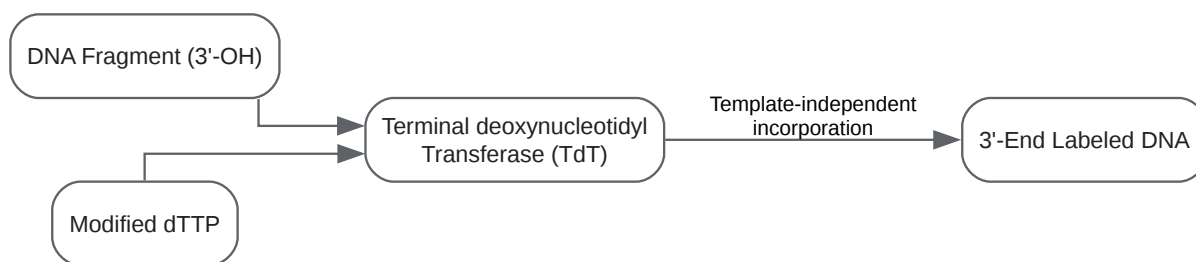 DNA Fragment (3'-OH)
Template-independent
incorporation
Terminal deoxynucleotidyl
Transferase (TdT)
3'-End Labeled DNA
Modified dTTP